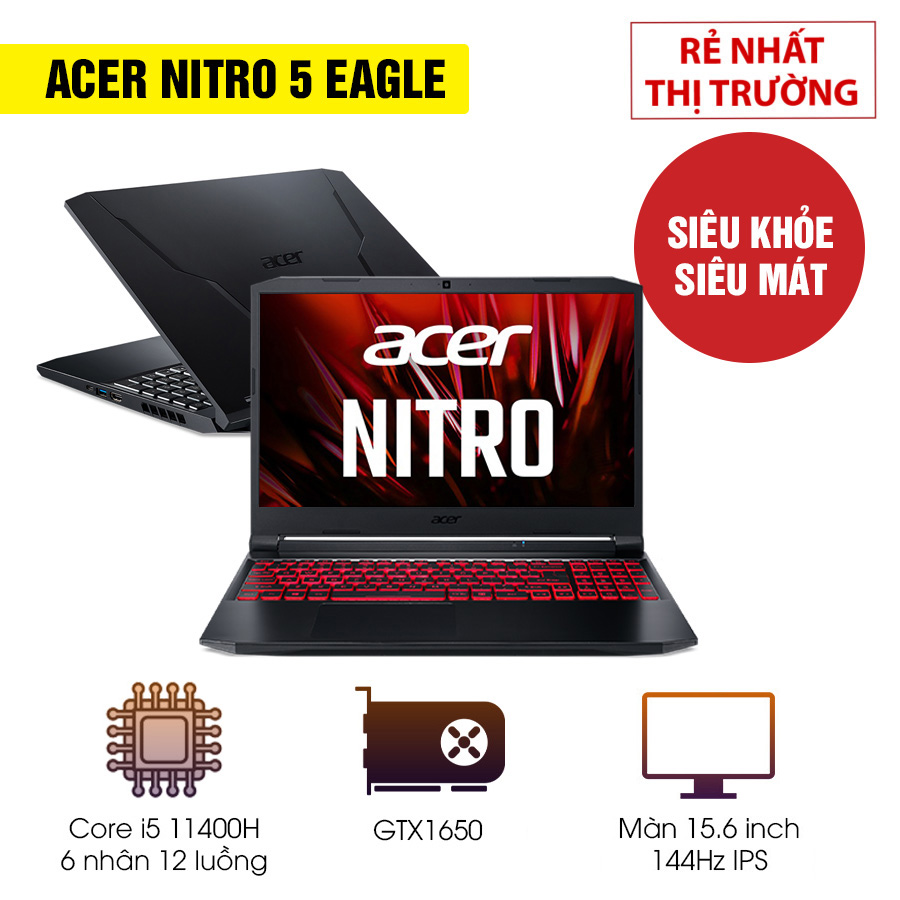 ACER NITRO 5 EAGLE
RẺ NHẤT
THỊ TRƯỜNG
SIÊU KHỎE
SIÊU MÁT
acer
acer
NITRO
acer
Core i5 11400H
6 nhân 12 luồng
GTX1650
Màn 15.6 inch
144Hz IPS